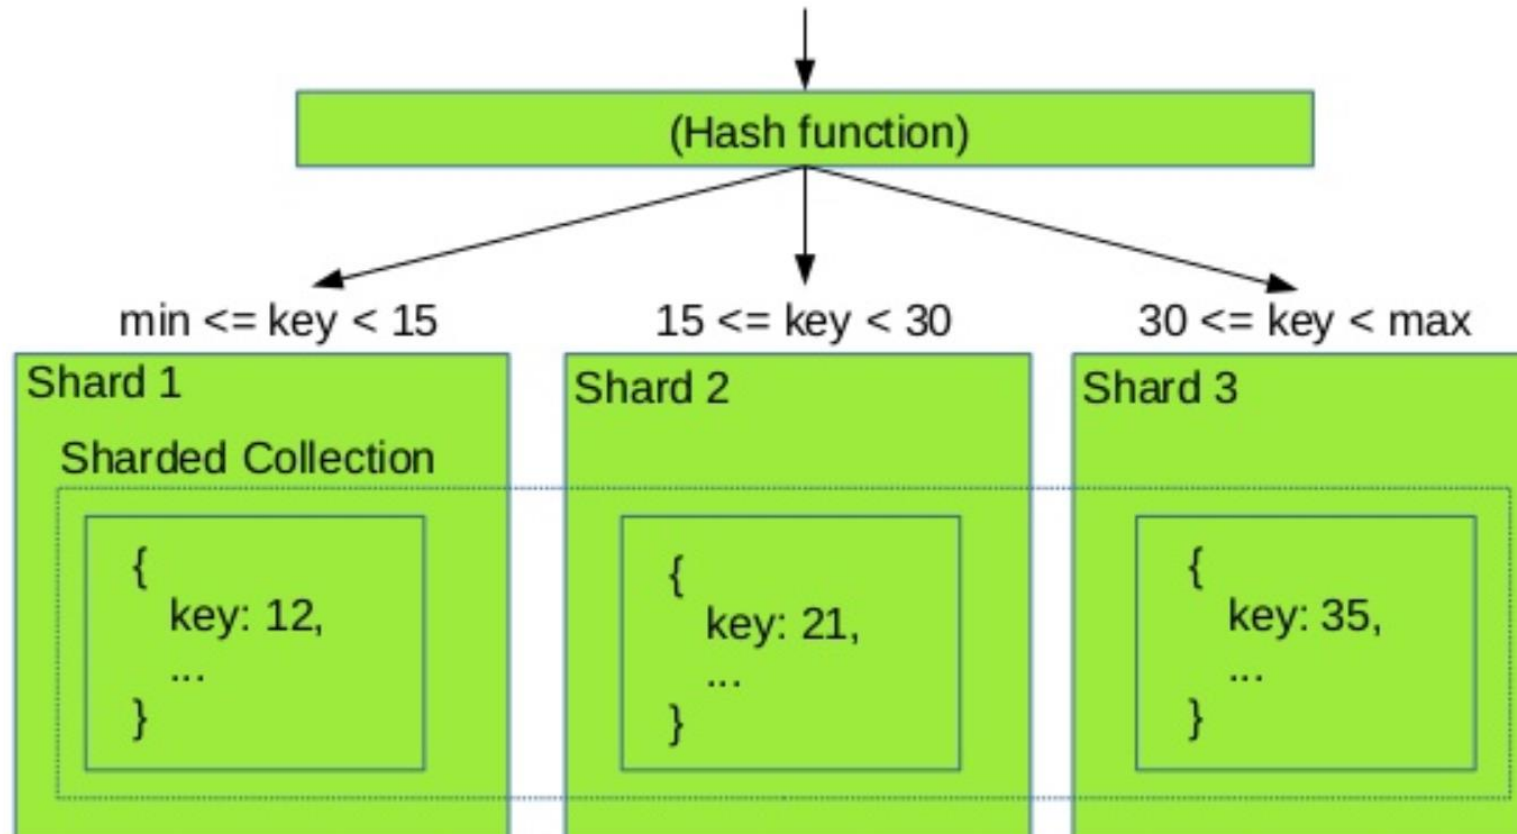 (Hash function)
min <= key < 15
15 <= key < 30
30 <= key < max
Shard 1
Sharded Collection
{
key: 12,
...
}
Shard 2
{
key: 21,
...
}
Shard 3
{
key: 35,
...
}